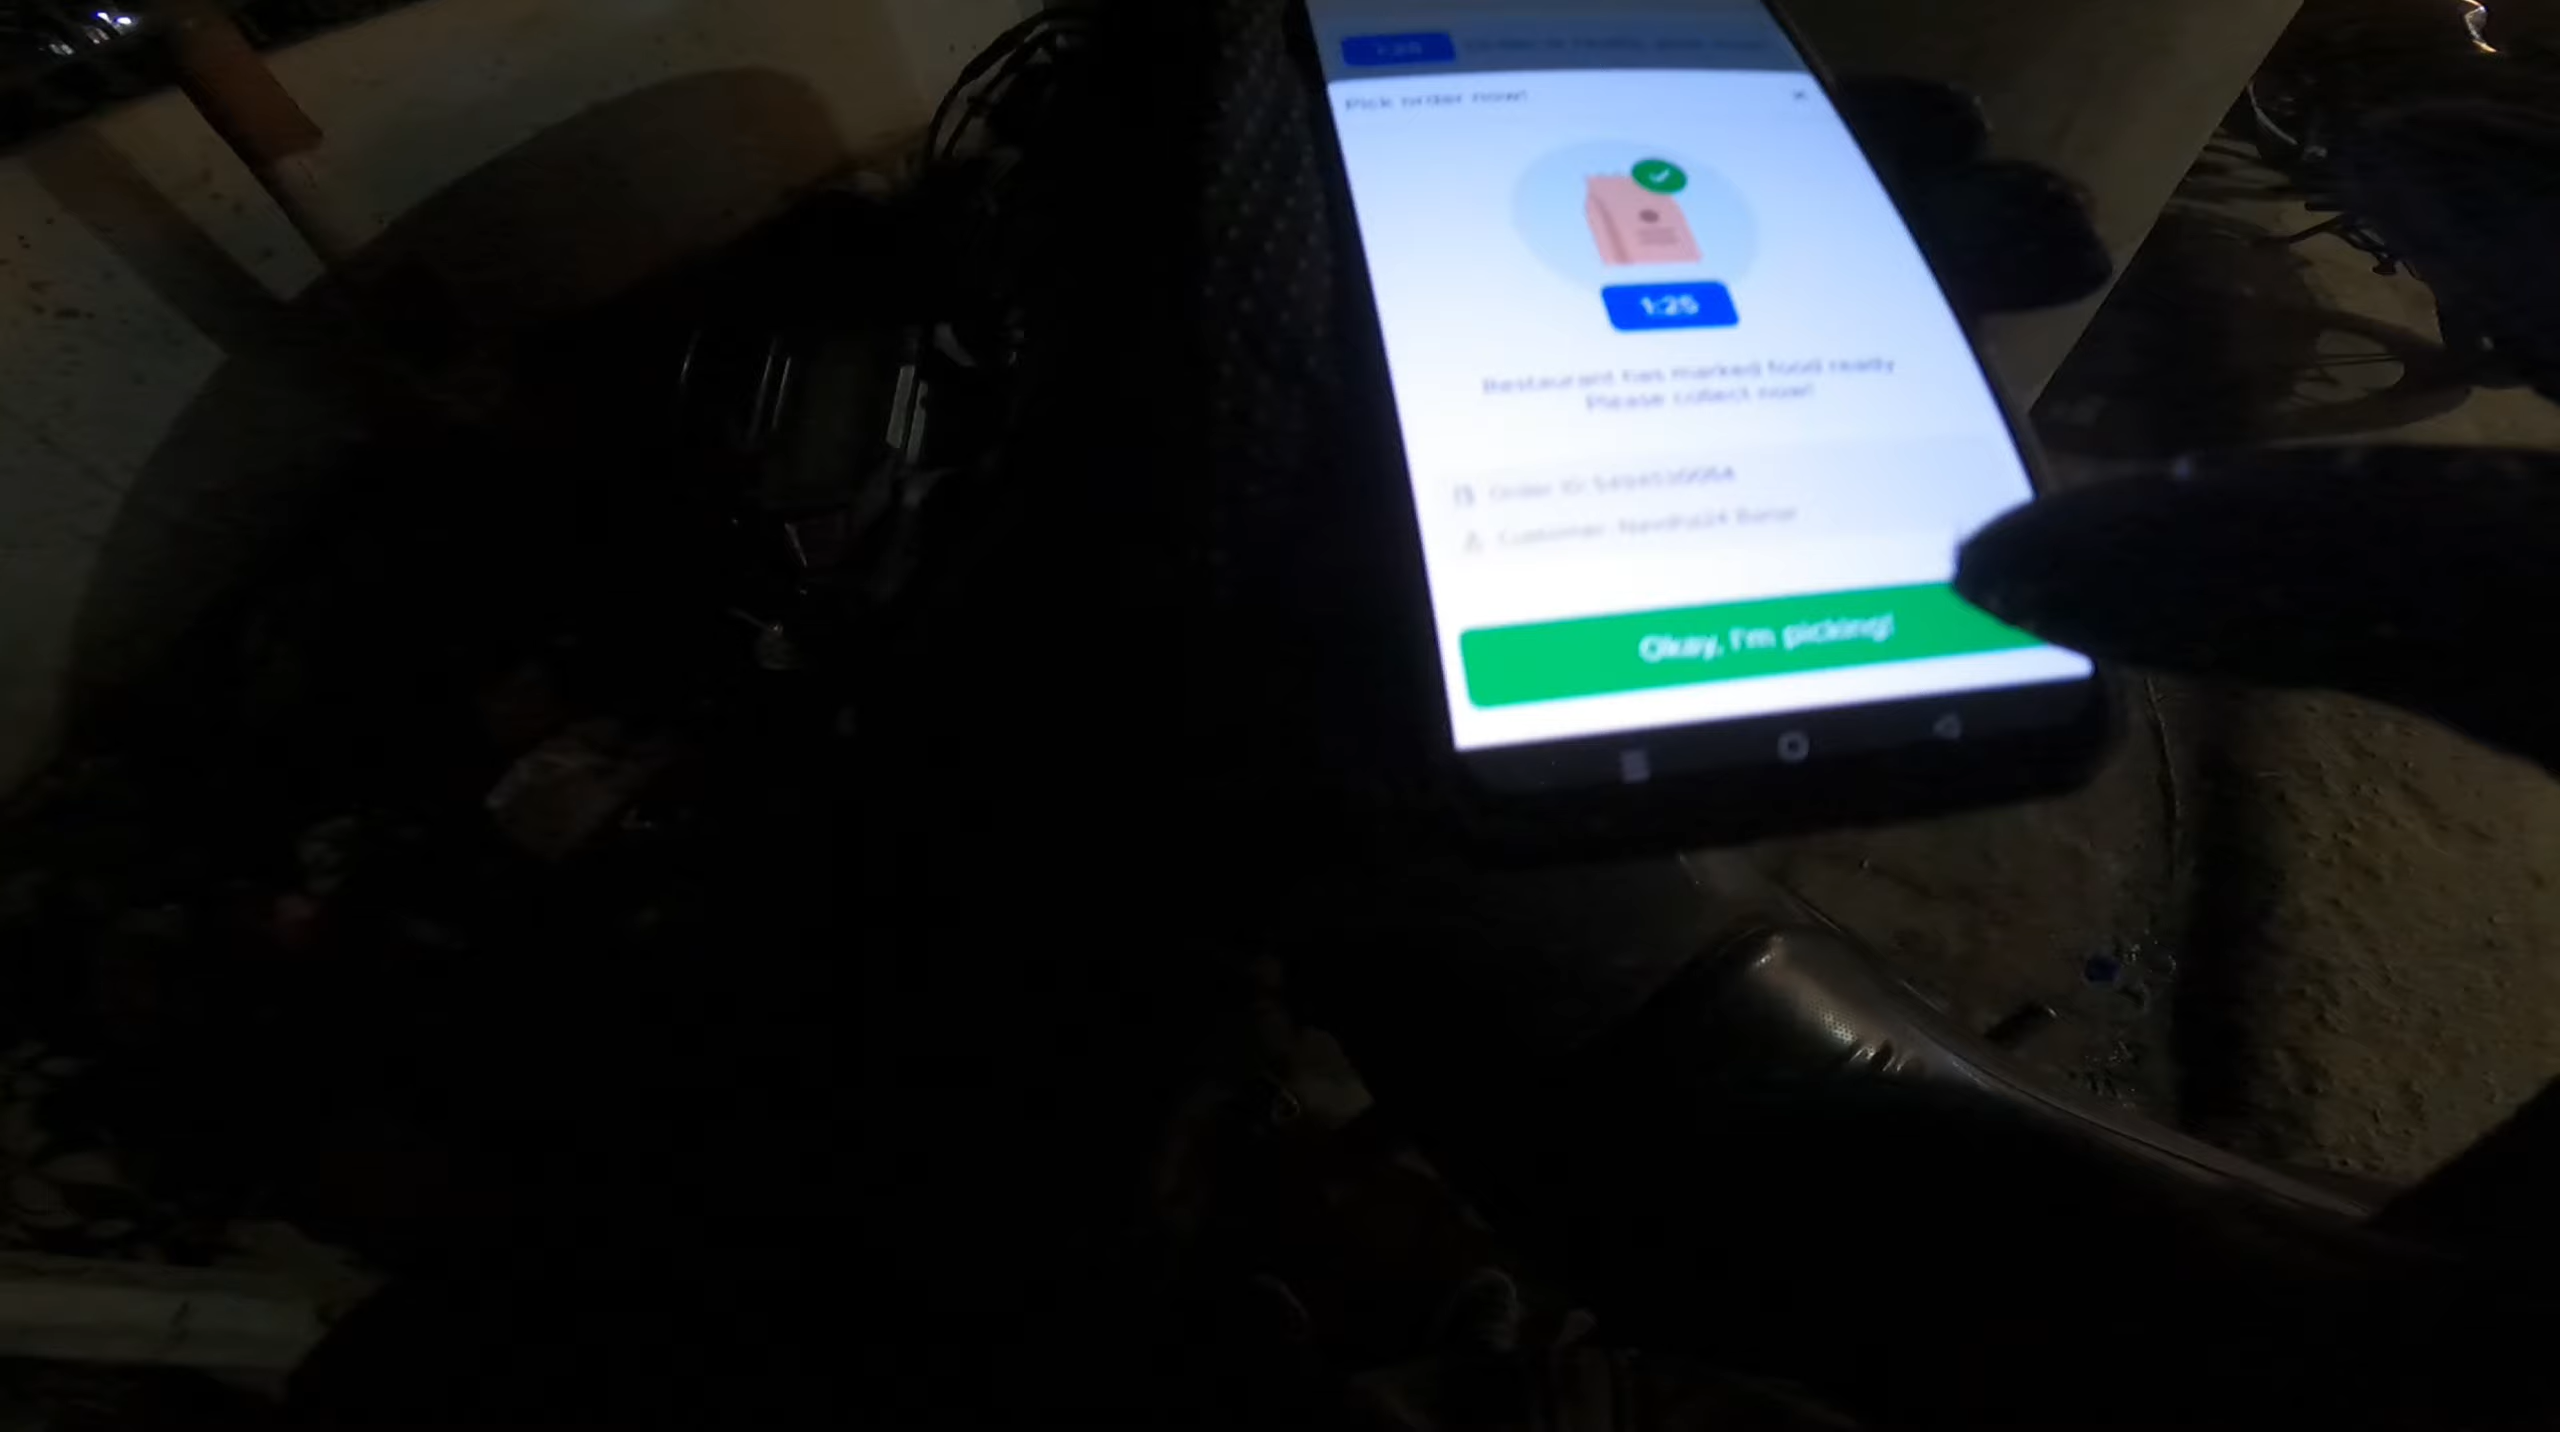 Pick order now!
1:25
Restaurant has marked food ready
Please collect now!
Order ID:
Customer:
Okay, I'm picking!